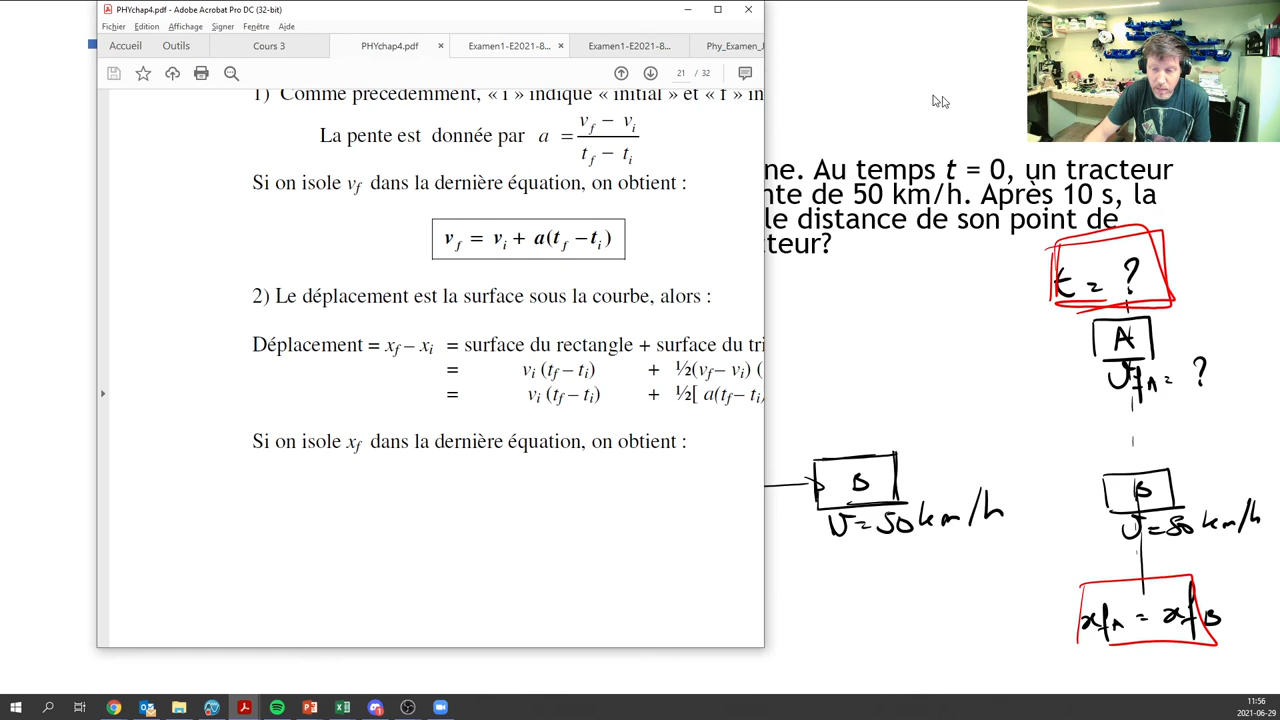 PHYchap4.pdf - Adobe Acrobat Pro DC (32-bit)
Fichier Edition Affichage Signer Fenêtre Aide
Accueil Outils Cours 3 PHYchap4.pdf × Examen1-E2021-8... × Examen1-E2021-8... Phy_Examen_
21 / 32
1) Comme précédemment, « i » indique « initial » et « f » in
La pente est donnée par a = (v_f − v_i) / (t_f − t_i)
Si on isole v_f dans la dernière équation, on obtient :
v_f = v_i + a(t_f − t_i)
2) Le déplacement est la surface sous la courbe, alors :
Déplacement = x_f – x_i = surface du rectangle + surface du tri
= v_i (t_f – t_i) + ½(v_f – v_i) (
= v_i (t_f – t_i) + ½[ a(t_f – t_i
Si on isole x_f dans la dernière équation, on obtient :
ne. Au temps t = 0, un tracteur
nte de 50 km/h. Après 10 s, la
le distance de son point de
cteur?
t = ?
A
v_fA = ?
B
v = 50 km/h
B
v = 50 km/h
x_fA = x_fB
11:56
2021-06-29